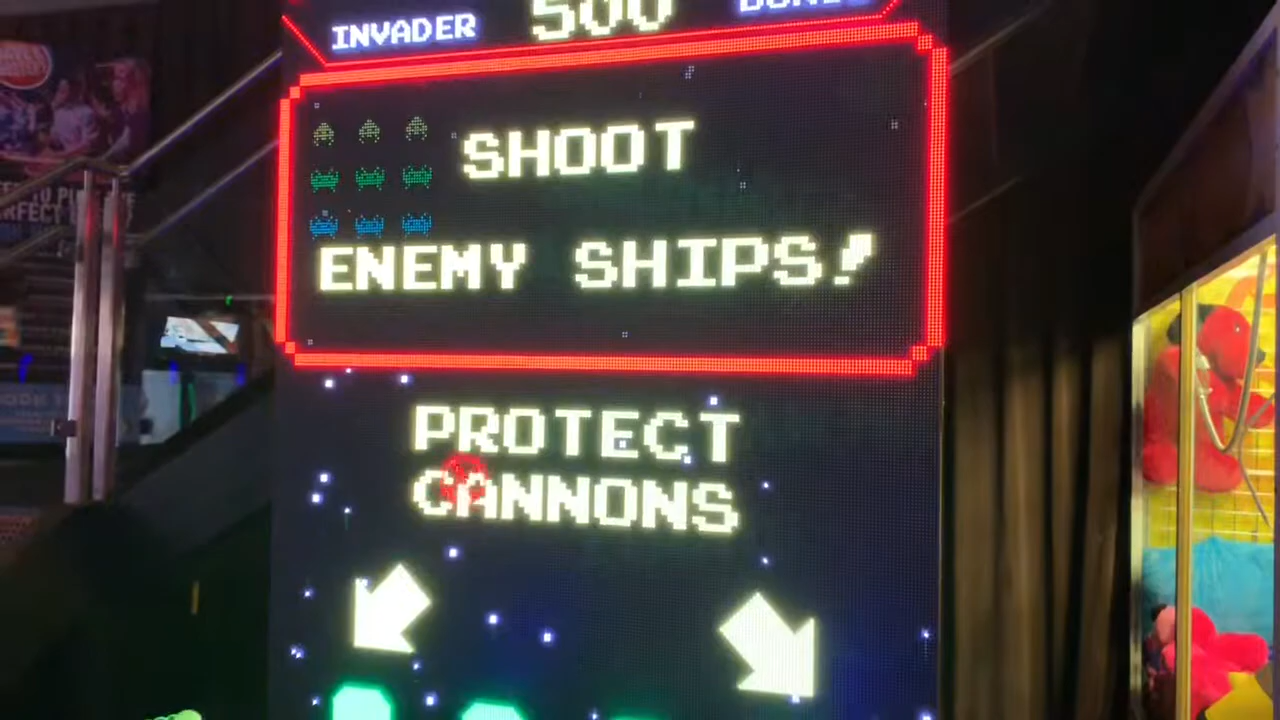 INVADER 500
SHOOT
ENEMY SHIPS!
PROTECT
CANNONS